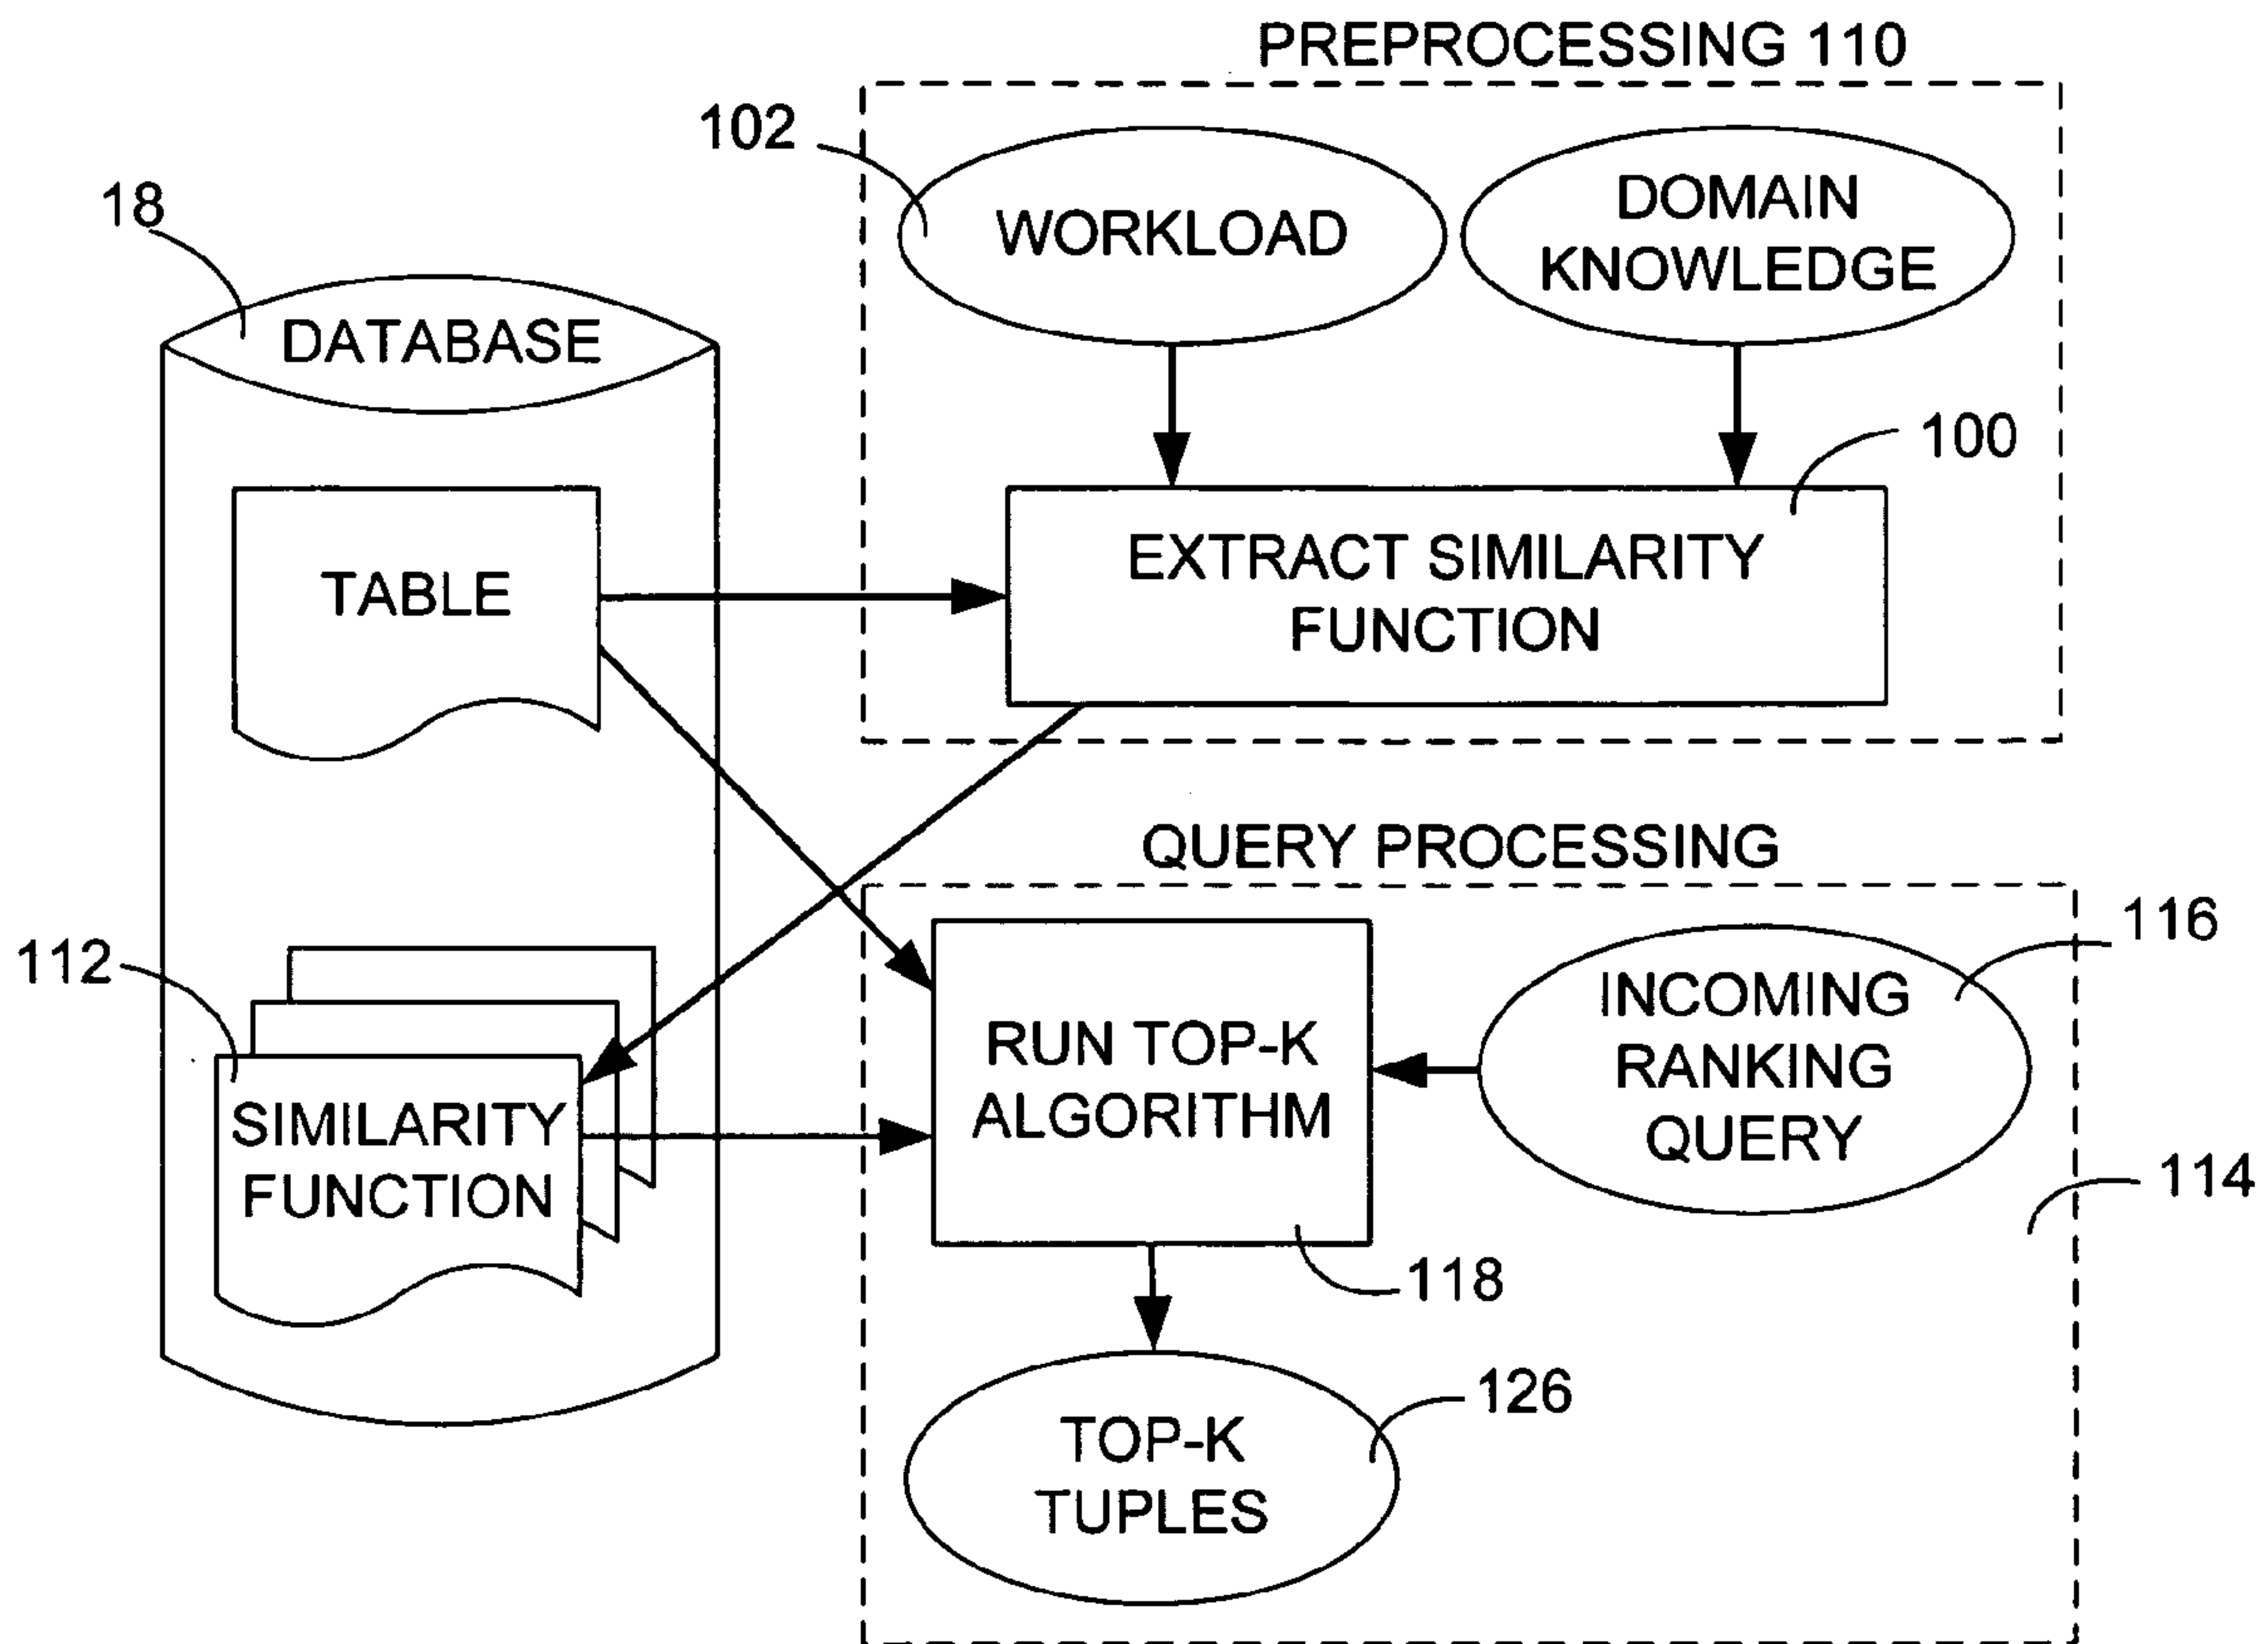 PREPROCESSING 110
102
WORKLOAD
DOMAIN
KNOWLEDGE
18
DATABASE
100
TABLE
EXTRACT SIMILARITY
FUNCTION
QUERY PROCESSING
116
112
INCOMING
RANKING
QUERY
RUN TOP-K
ALGORITHM
SIMILARITY
FUNCTION
114
118
126
TOP-K
TUPLES